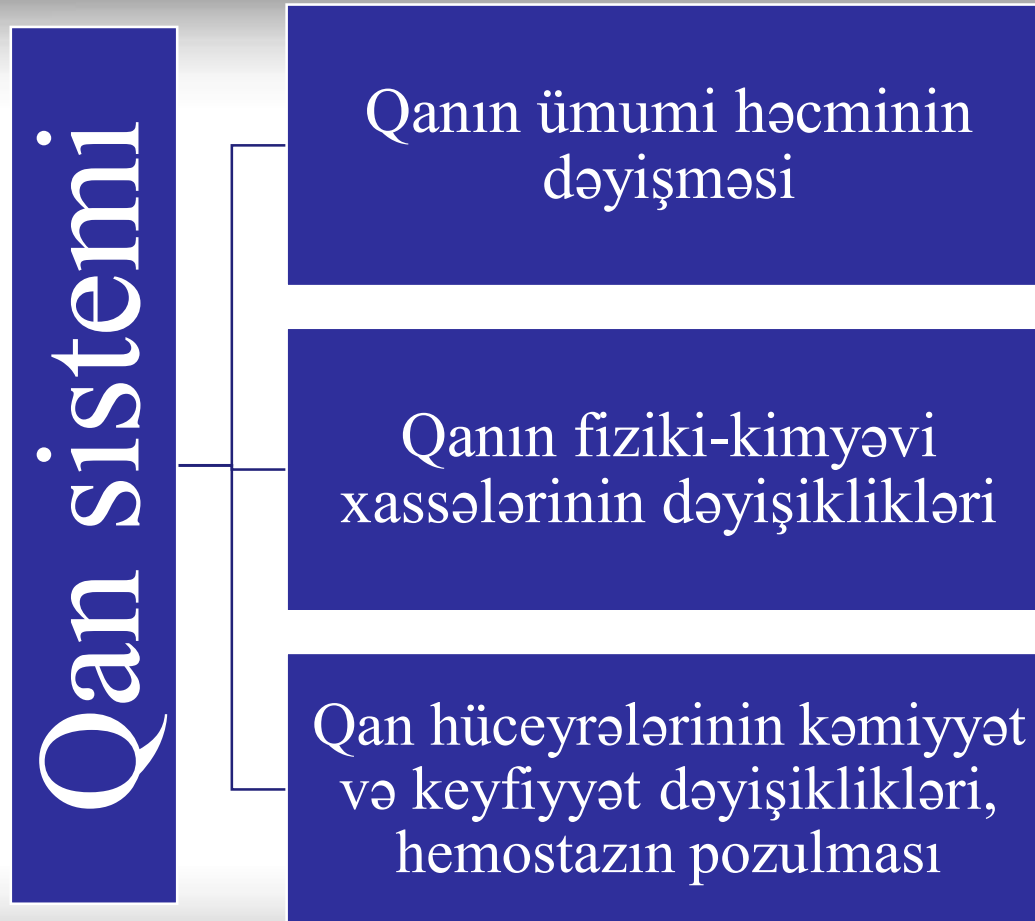 Qan sistemi
Qanın ümumi həcminin
dəyişməsi
Qanın fiziki-kimyəvi
xassələrinin dəyişiklikləri
Qan hüceyrələrinin kəmiyyət
və keyfiyyət dəyişiklikləri,
hemostazın pozulması